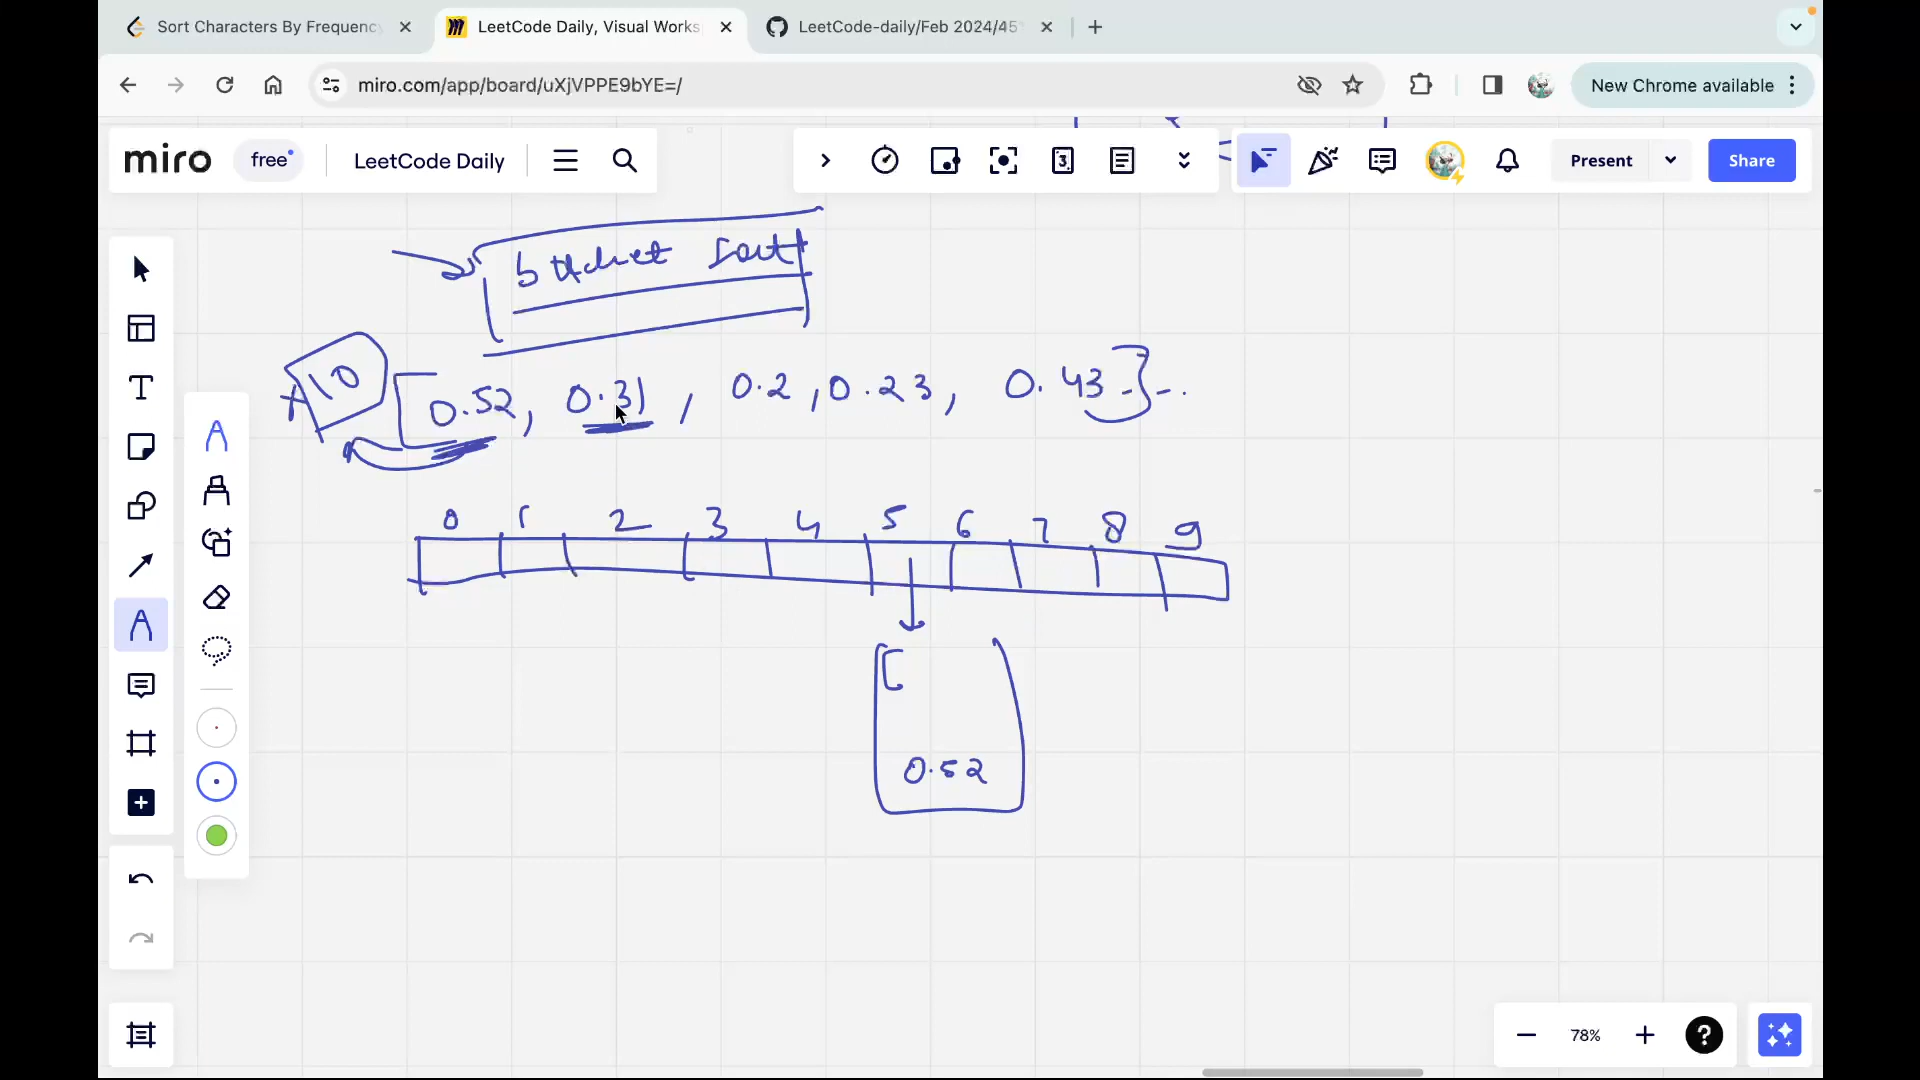 Sort Characters By Frequenc
LeetCode Daily, Visual Works
LeetCode-daily/Feb 2024/45
miro.com/app/board/uXjVPPE9bYE=/
New Chrome available
miro
free
LeetCode Daily
3
Present
Share
bucket sort
10
[0.52, 0.31, 0.2, 0.23, 0.43 - ] - .
0 1 2 3 4 5 6 7 8 9
[
0.52
78%
?